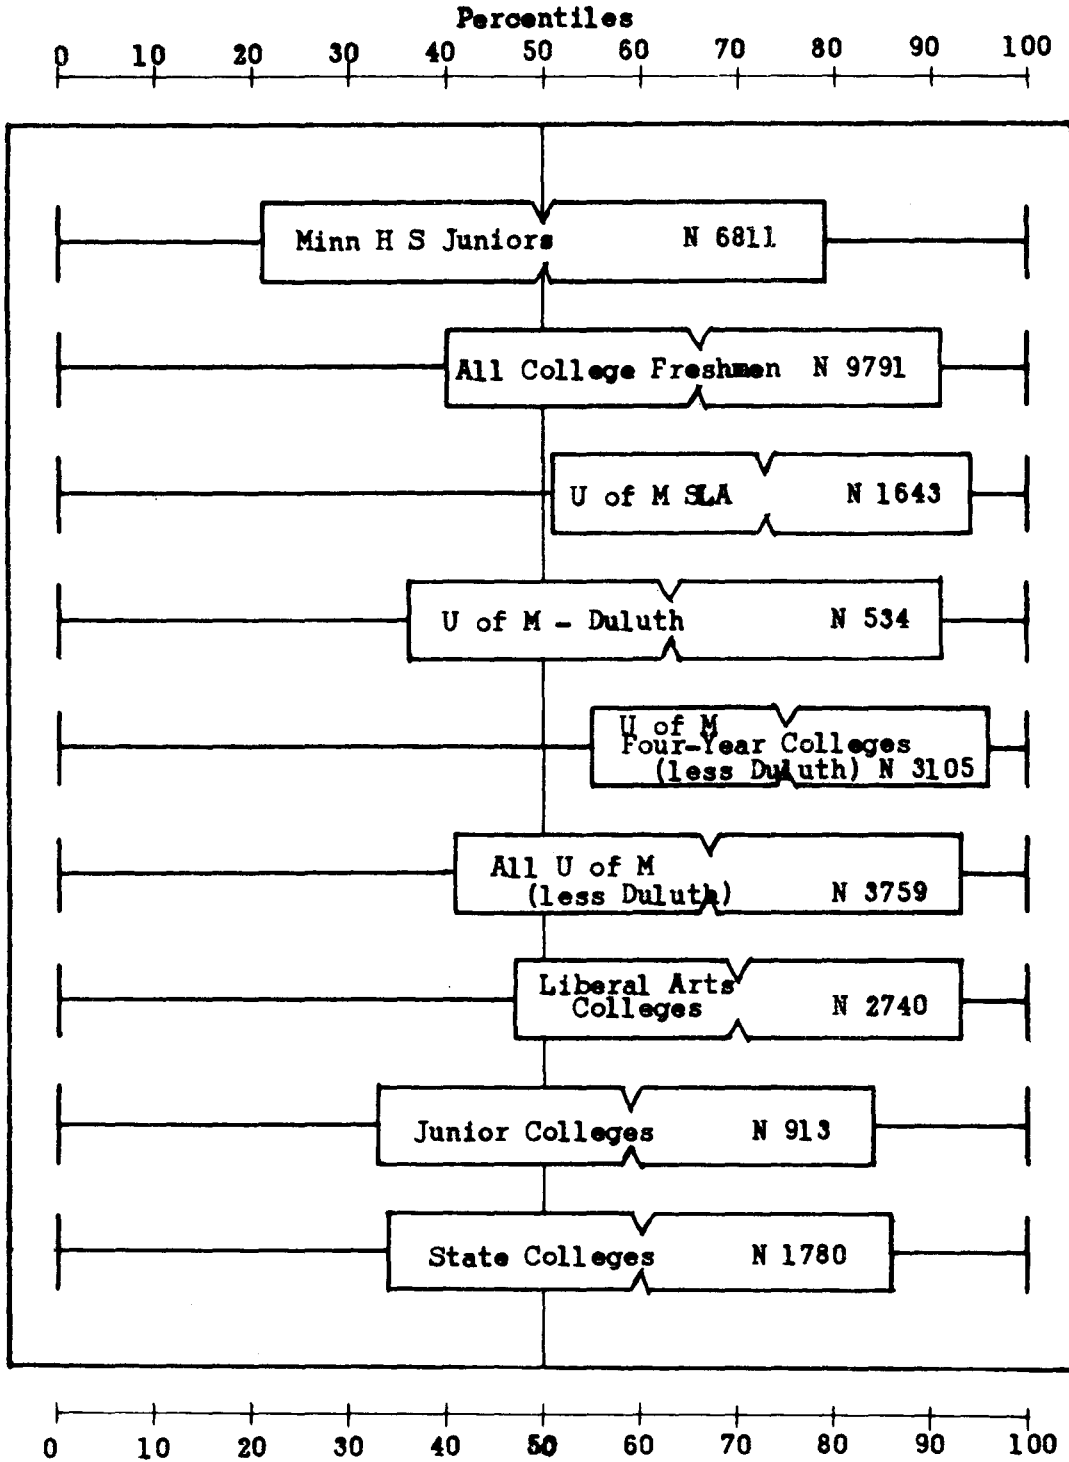 Percentiles
0 10 20 30 40 50 60 70 80 90 100
Minn H S Juniors N 6811
All College Freshmen N 9791
U of M SLA N 1643
U of M - Duluth N 534
U of M
Four-Year Colleges
(less Duluth) N 3105
All U of M
(less Duluth) N 3759
Liberal Arts
Colleges N 2740
Junior Colleges N 913
State Colleges N 1780
0 10 20 30 40 50 60 70 80 90 100